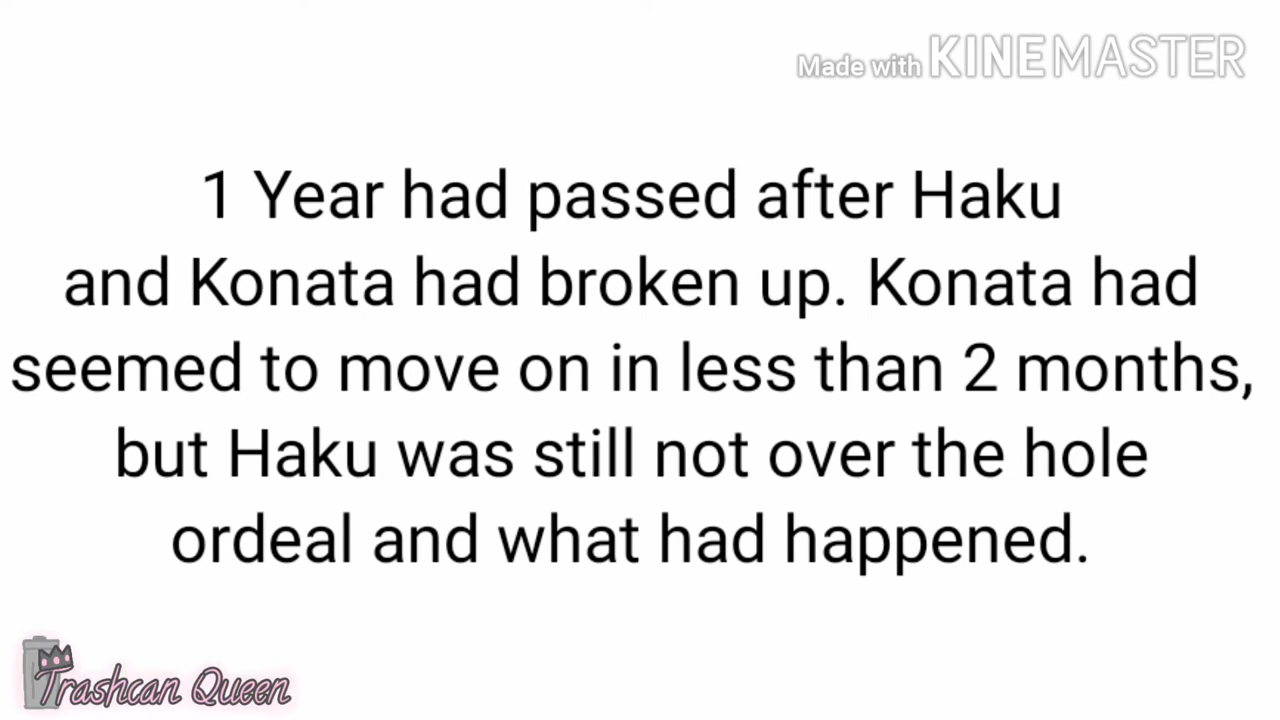 Made with KINEMASTER
1 Year had passed after Haku
and Konata had broken up. Konata had
seemed to move on in less than 2 months,
but Haku was still not over the hole
ordeal and what had happened.
Trashcan Queen